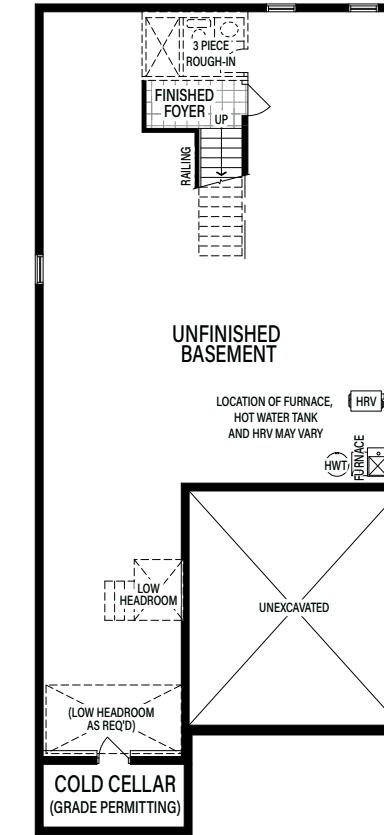 3 PIECE
ROUGH-IN
FINISHED
FOYER
UP
RAILING
UNFINISHED
BASEMENT
LOCATION OF FURNACE,
HOT WATER TANK
AND HRV MAY VARY
HRV
HWT
FURNACE
LOW
HEADROOM
UNEXCAVATED
(LOW HEADROOM
AS REQ'D)
COLD CELLAR
(GRADE PERMITTING)